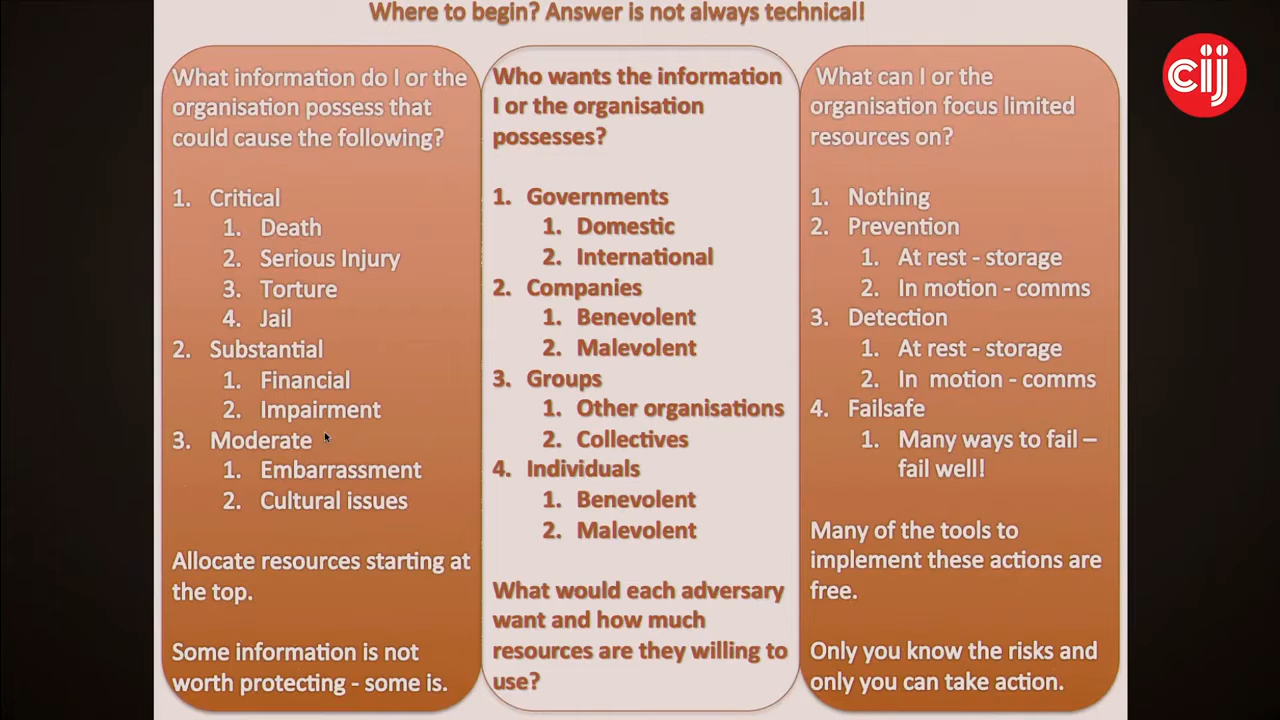 Where to begin? Answer is not always technical!
cij
What information do I or the
organisation possess that
could cause the following?
1. Critical
1. Death
2. Serious Injury
3. Torture
4. Jail
2. Substantial
1. Financial
2. Impairment
3. Moderate
1. Embarrassment
2. Cultural issues
Allocate resources starting at
the top.
Some information is not
worth protecting - some is.
Who wants the information
I or the organisation
possesses?
1. Governments
1. Domestic
2. International
2. Companies
1. Benevolent
2. Malevolent
3. Groups
1. Other organisations
2. Collectives
4. Individuals
1. Benevolent
2. Malevolent
What would each adversary
want and how much
resources are they willing to
use?
What can I or the
organisation focus limited
resources on?
1. Nothing
2. Prevention
1. At rest - storage
2. In motion - comms
3. Detection
1. At rest - storage
2. In motion - comms
4. Failsafe
1. Many ways to fail –
fail well!
Many of the tools to
implement these actions are
free.
Only you know the risks and
only you can take action.